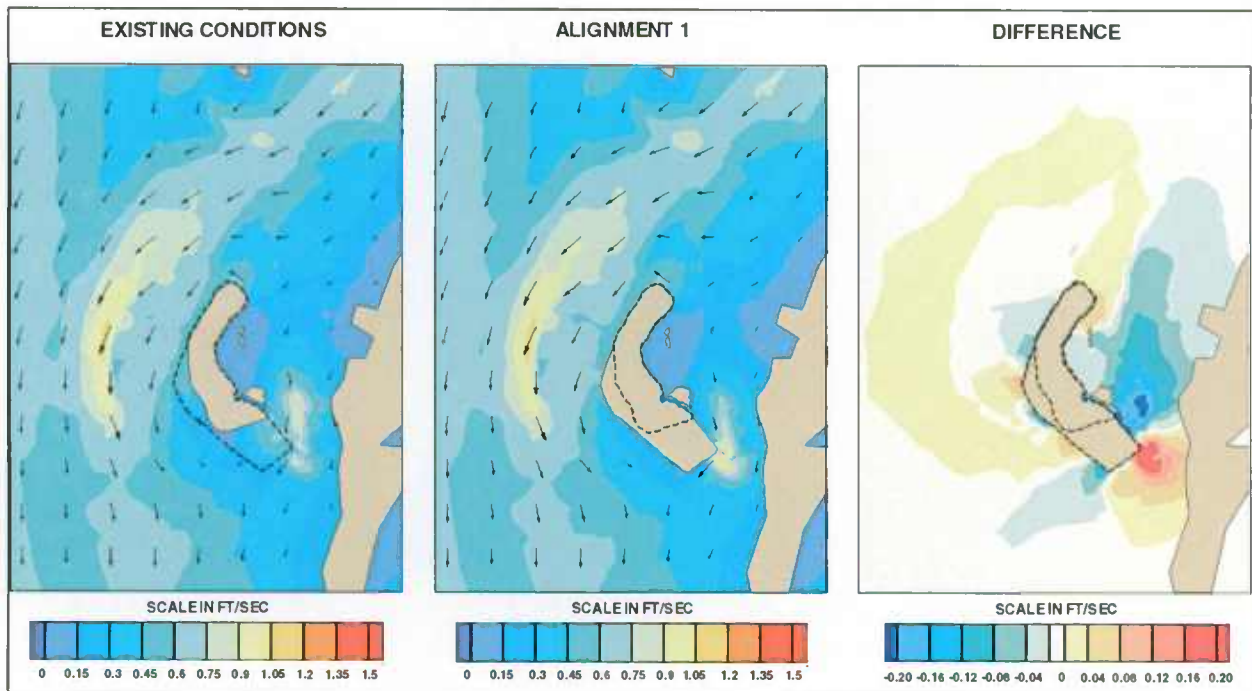 EXISTING CONDITIONS
ALIGNMENT 1
DIFFERENCE
SCALE IN FT/SEC
0 0.15 0.3 0.45 0.6 0.75 0.9 1.05 1.2 1.35 1.5
SCALE IN FT/SEC
0 0.15 0.3 0.45 0.6 0.75 0.9 1.05 1.2 1.35 1.5
SCALE IN FT/SEC
-0.20 -0.16 -0.12 -0.08 -0.04 0 0.04 0.08 0.12 0.16 0.20